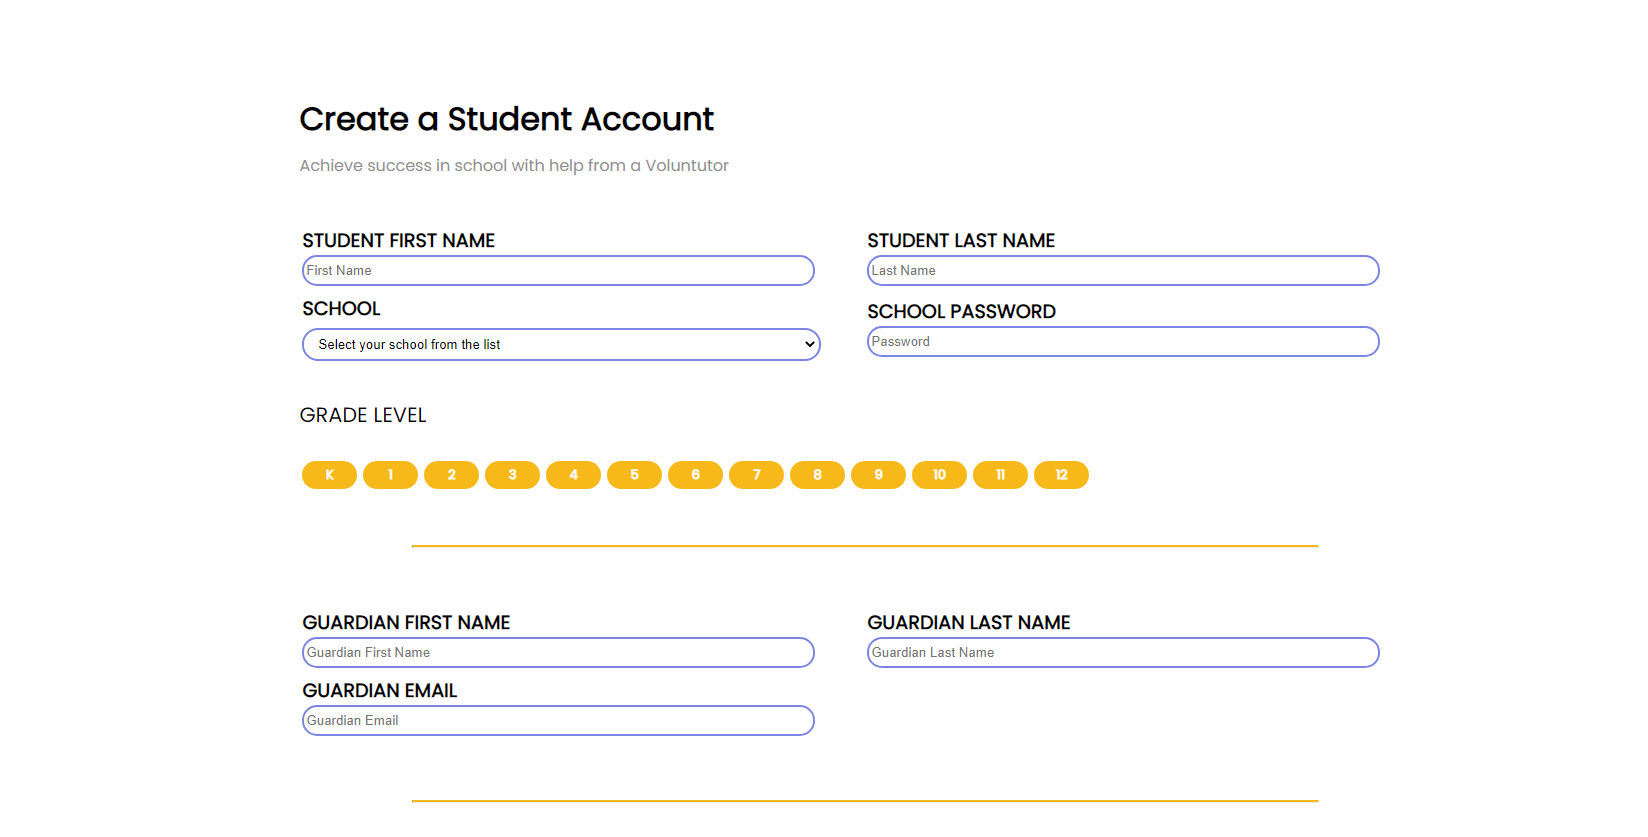 Create a Student Account
Achieve success in school with help from a Voluntutor
STUDENT FIRST NAME
First Name
STUDENT LAST NAME
Last Name
SCHOOL
Select your school from the list
SCHOOL PASSWORD
Password
GRADE LEVEL
K 1 2 3 4 5 6 7 8 9 10 11 12
GUARDIAN FIRST NAME
Guardian First Name
GUARDIAN LAST NAME
Guardian Last Name
GUARDIAN EMAIL
Guardian Email